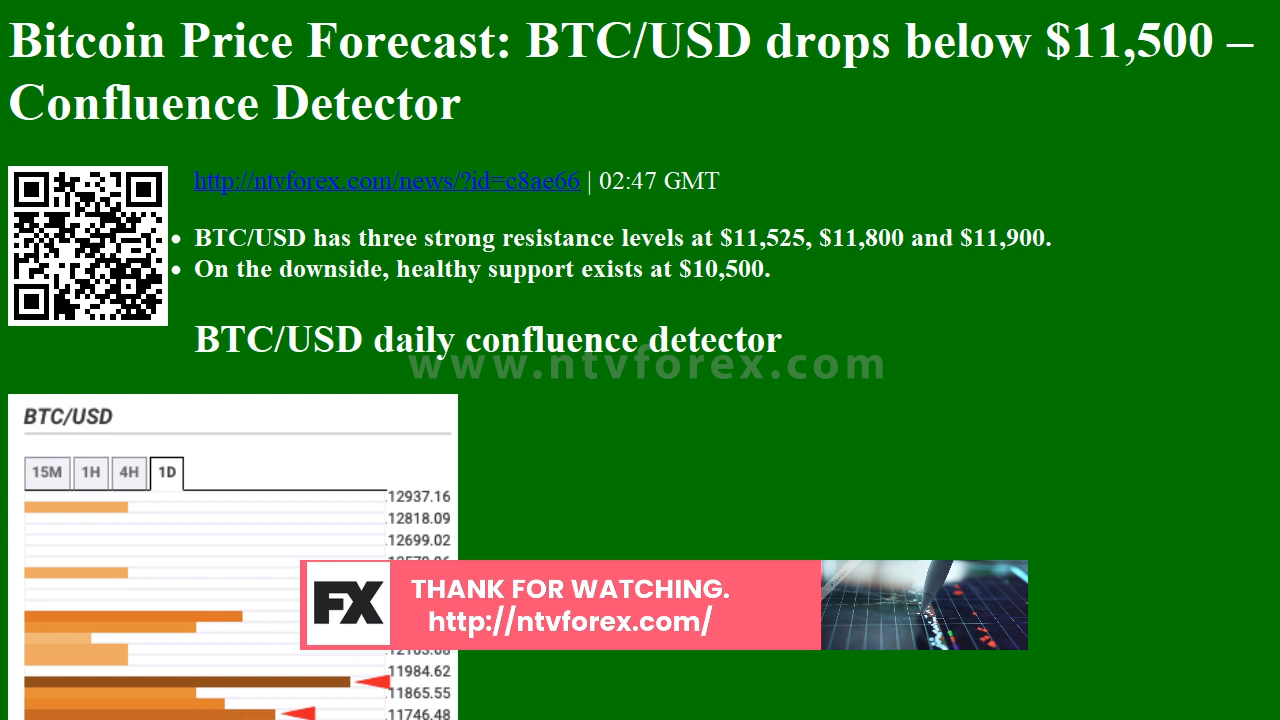 Bitcoin Price Forecast: BTC/USD drops below $11,500 –
Confluence Detector
http://ntvforex.com/news/?id=c8ae66 | 02:47 GMT
BTC/USD has three strong resistance levels at $11,525, $11,800 and $11,900.
On the downside, healthy support exists at $10,500.
BTC/USD daily confluence detector
www.ntvforex.com
BTC/USD
15M 1H 4H 1D
12937.16
12818.09
12699.02
FX
THANK FOR WATCHING.
http://ntvforex.com/
11984.62
11865.55
11746.48